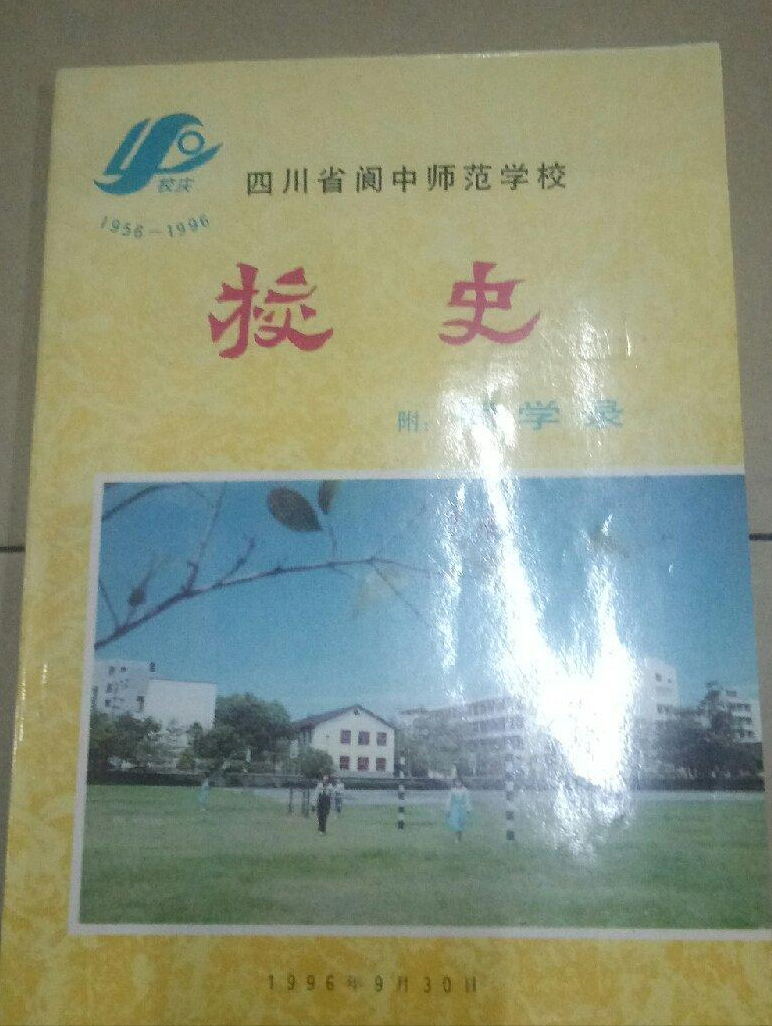 校庆
1956-1996
四川省阆中师范学校
校 史
附: 学录
1996年9月30日